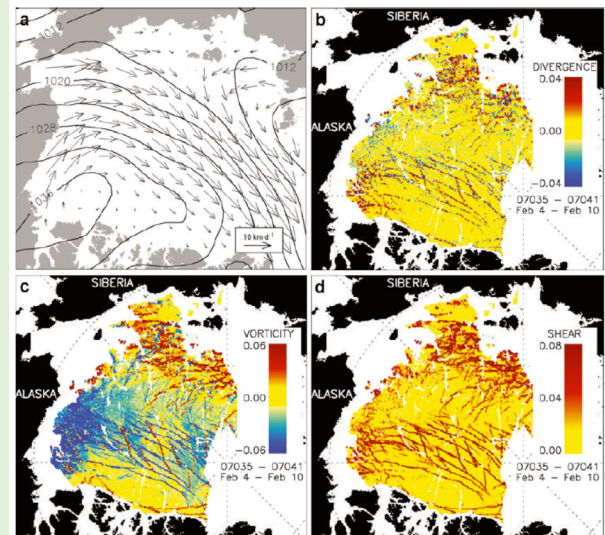 a
1012
1020
1028
1036
1012
10 km d⁻¹
b
SIBERIA
ALASKA
DIVERGENCE
0.04
0.00
−0.04
07035 − 07041
Feb 4 − Feb 10
c
SIBERIA
ALASKA
VORTICITY
0.06
0.00
−0.06
07035 − 07041
Feb 4 − Feb 10
d
SIBERIA
ALASKA
SHEAR
0.08
0.04
0.00
07035 − 07041
Feb 4 − Feb 10